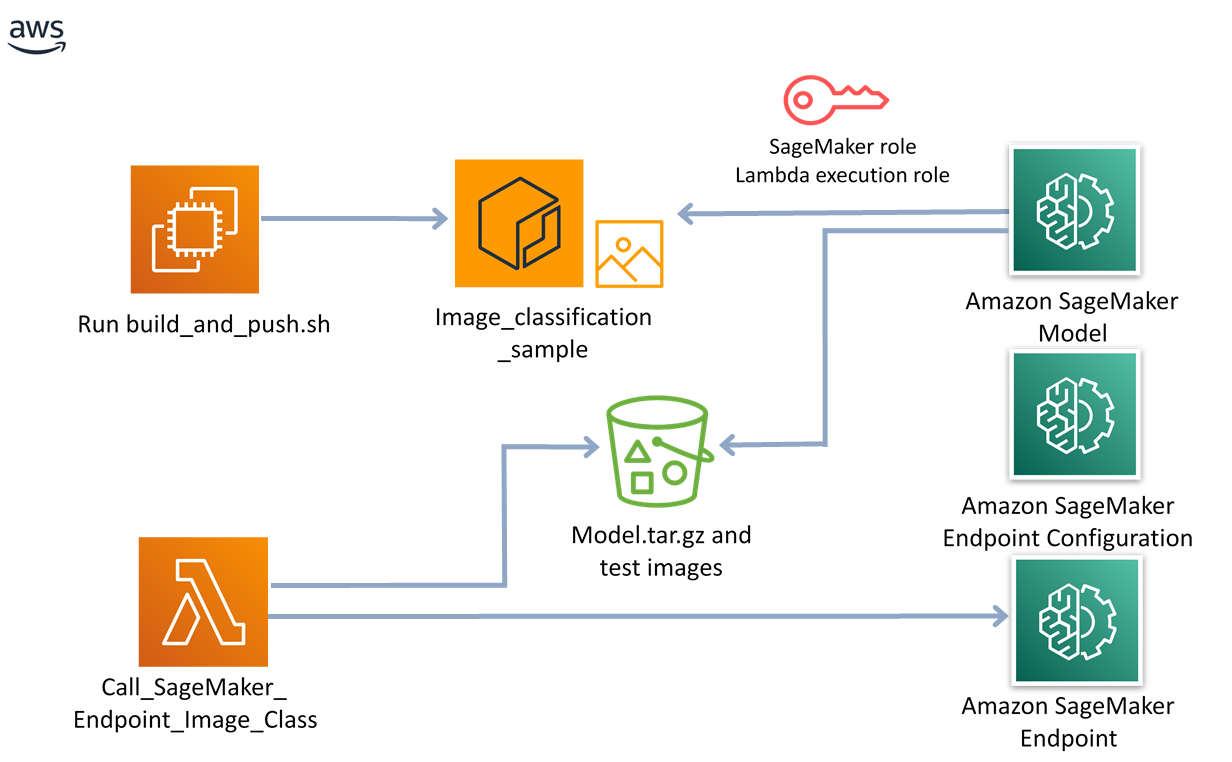 aws
SageMaker role
Lambda execution role
Run build_and_push.sh
Image_classification
_sample
Amazon SageMaker
Model
Model.tar.gz and
test images
Amazon SageMaker
Endpoint Configuration
Call_SageMaker_
Endpoint_Image_Class
Amazon SageMaker
Endpoint